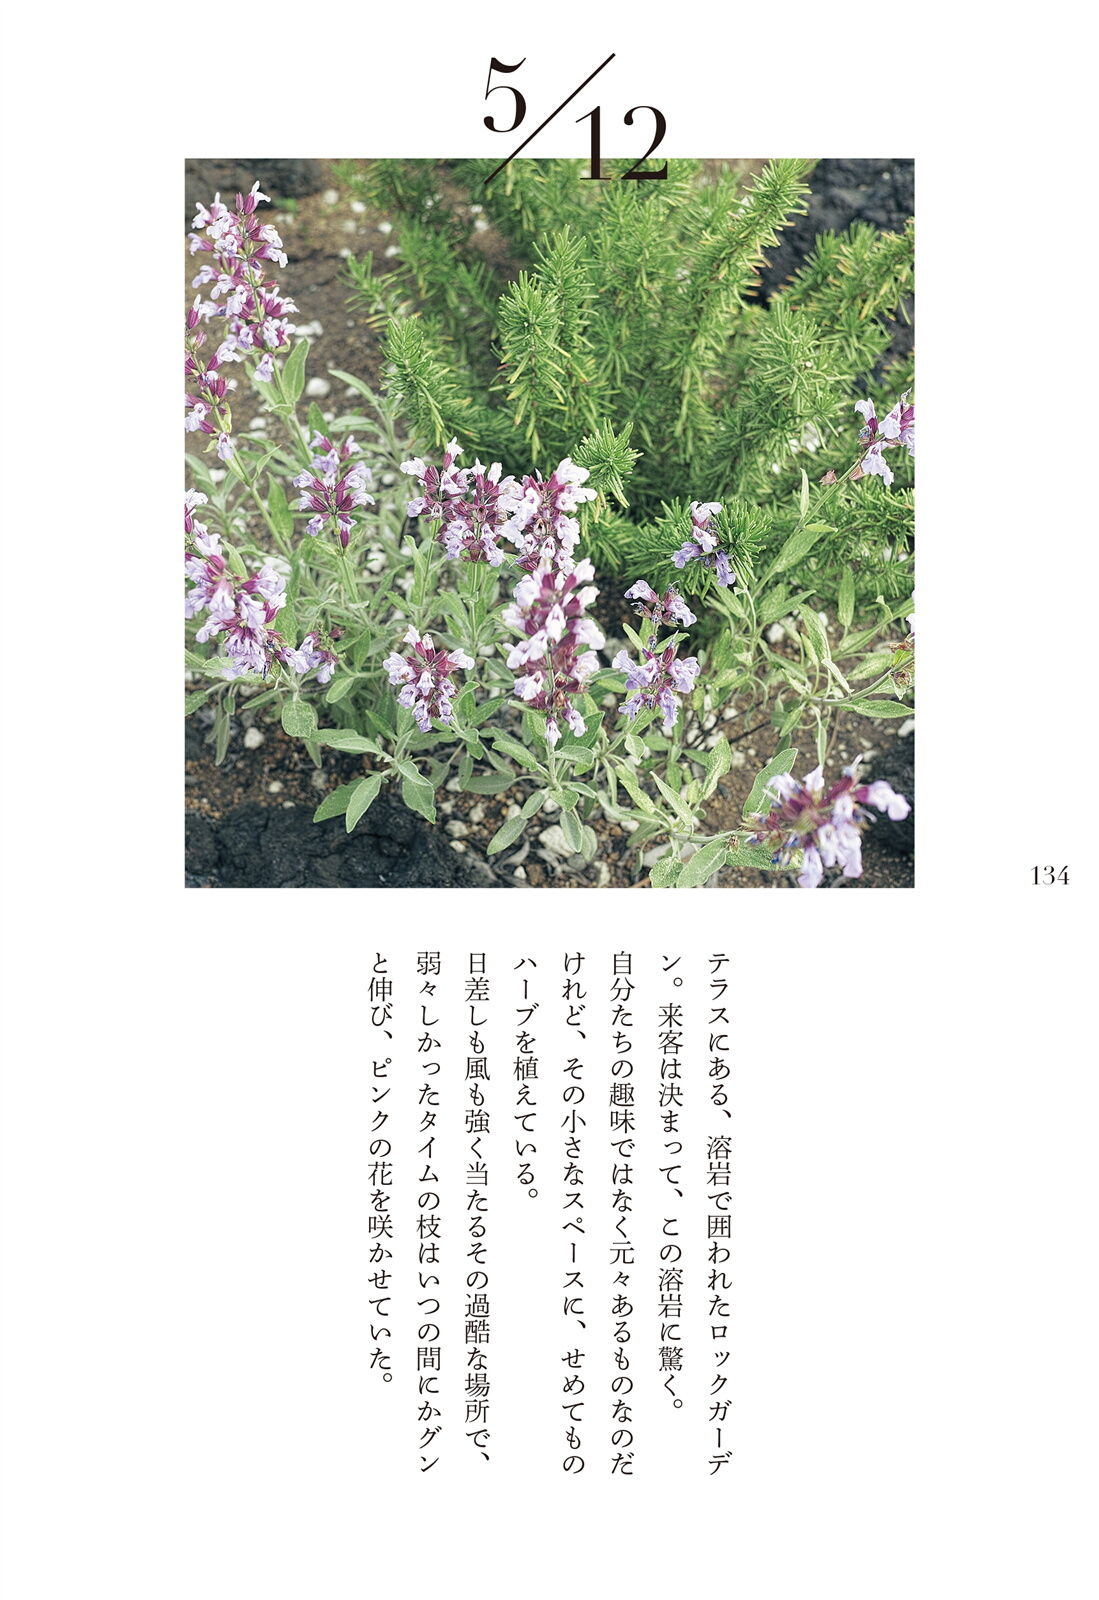 5/12
134
テラスにある、溶岩で囲われたロックガーデ
ン。来客は決まって、この溶岩に驚く。
自分たちの趣味ではなく元々あるものなのだ
けれど、その小さなスペースに、せめてもの
ハーブを植えている。
日差しも風も強く当たるその過酷な場所で、
弱々しかったタイムの枝はいつの間にかグン
と伸び、ピンクの花を咲かせていた。